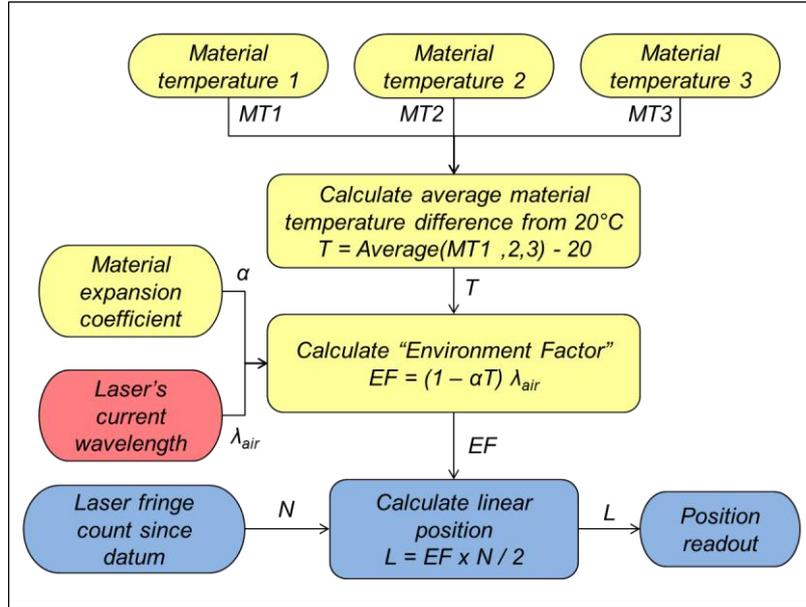 Material
temperature 1
Material
temperature 2
Material
temperature 3
MT1
MT2
MT3
Calculate average material
temperature difference from 20°C
T = Average(MT1 ,2,3) - 20
Material
expansion
coefficient
α
T
Calculate “Environment Factor”
EF = (1 – αT) λair
Laser’s
current
wavelength
λair
EF
Laser fringe
count since
datum
N
Calculate linear
position
L = EF x N / 2
L
Position
readout